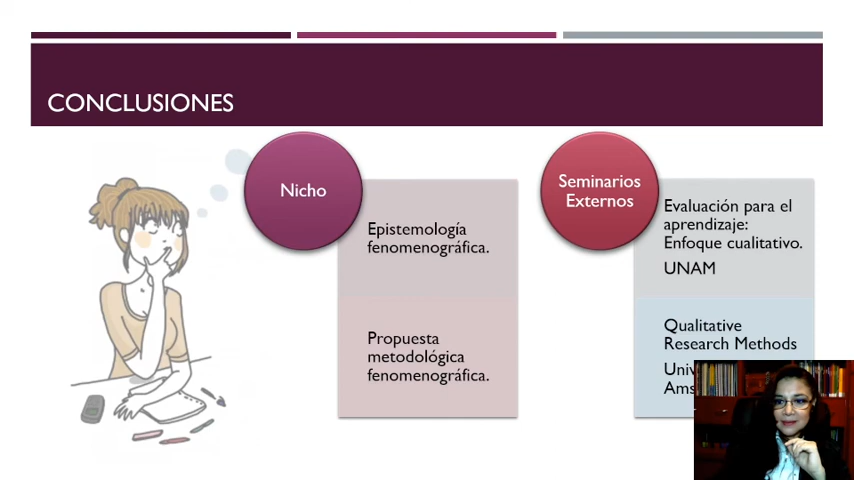 CONCLUSIONES
Nicho
Epistemología
fenomenográfica.
Propuesta
metodológica
fenomenográfica.
Seminarios
Externos
Evaluación para el
aprendizaje:
Enfoque cualitativo.
UNAM
Qualitative
Research Methods